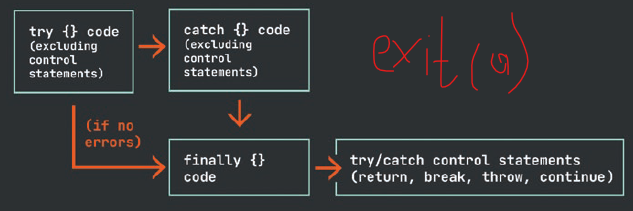 try {} code
(excluding
control
statements)
catch {} code
(excluding
control
statements)
exit(0)
(if no
errors)
finally {}
code
try/catch control statements
(return, break, throw, continue)